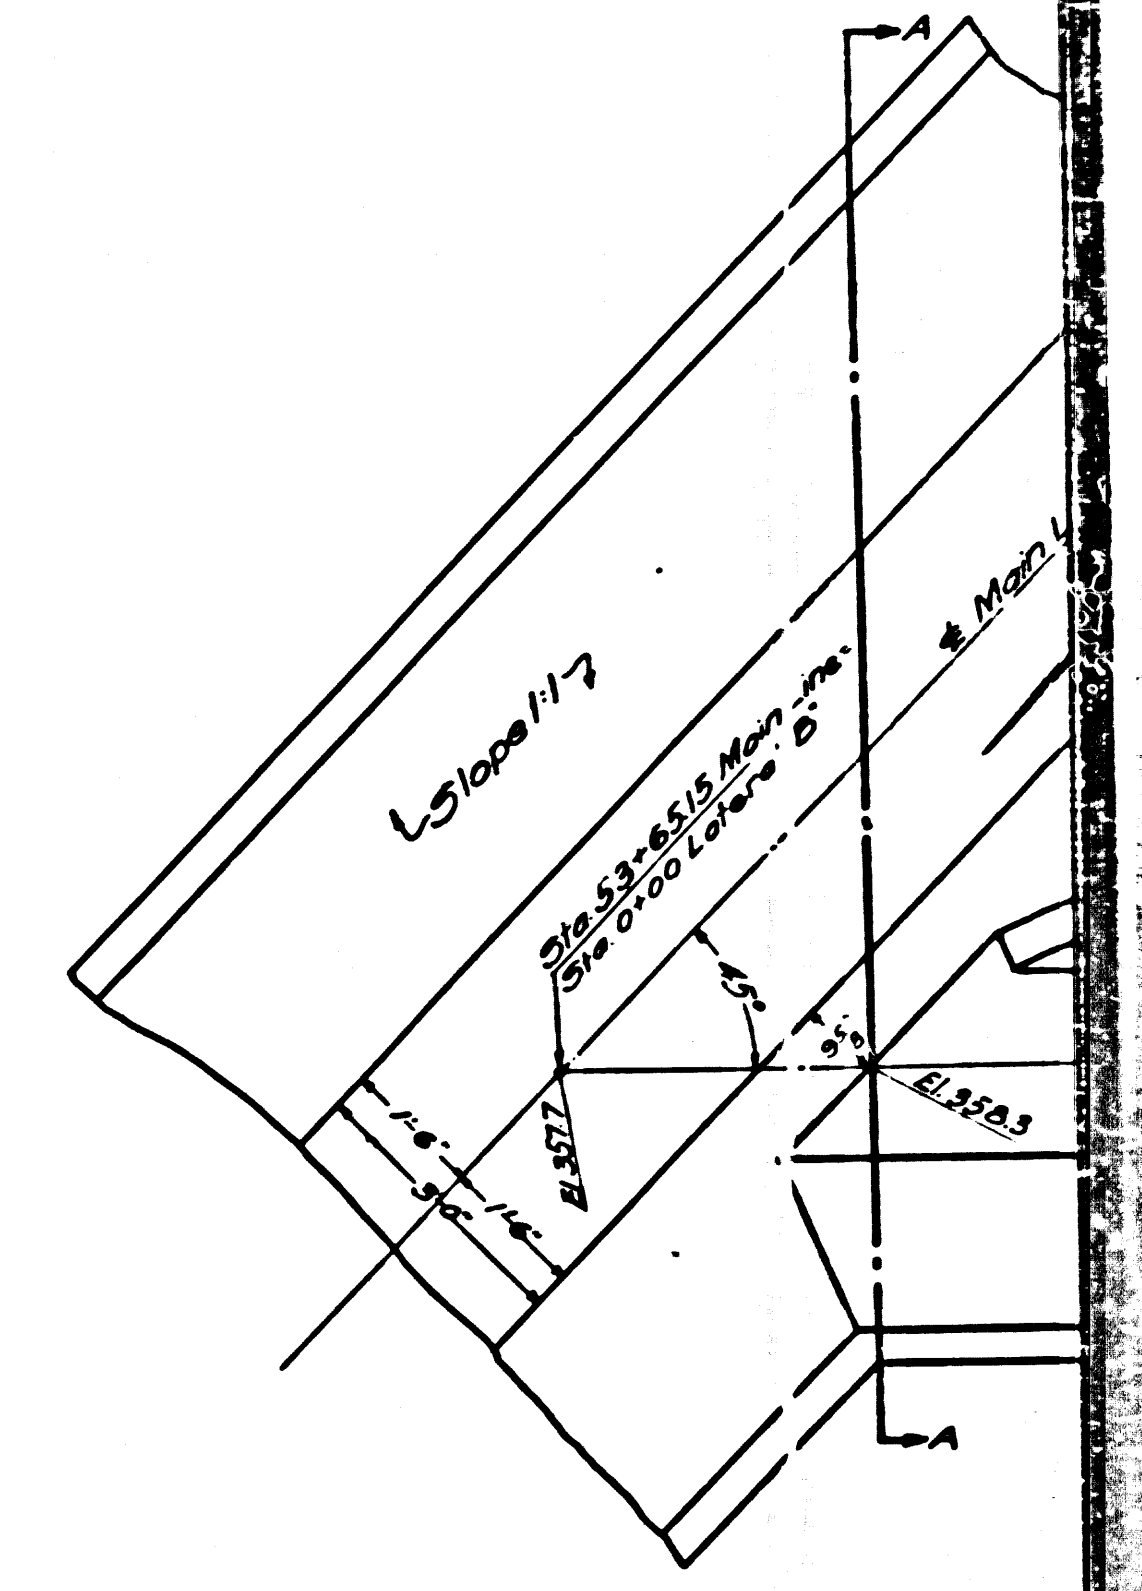 A
℄ Main L
Slope 1:1
Sta. 53+65.15 Main Line=
Sta. 0+00 Lateral "B"
45°
El. 358.3
1'-6"
El. 357.7
3'-0"
1'-6"
A